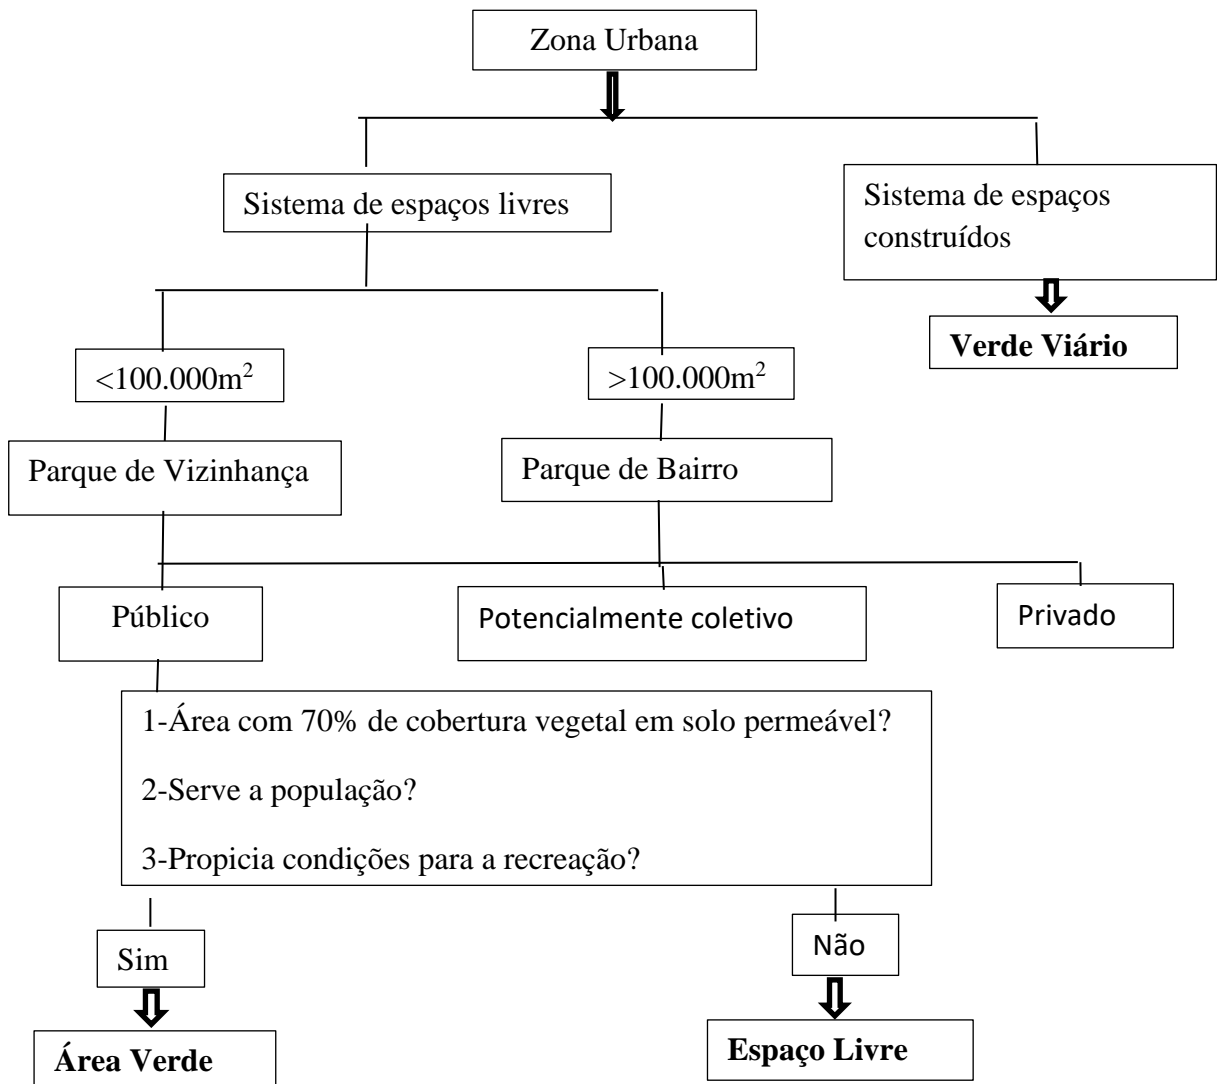 Zona Urbana
Sistema de espaços livres
Sistema de espaços
construídos
Verde Viário
<100.000m²
>100.000m²
Parque de Vizinhança
Parque de Bairro
Público
Potencialmente coletivo
Privado
1-Área com 70% de cobertura vegetal em solo permeável?
2-Serve a população?
3-Propicia condições para a recreação?
Sim
Não
Área Verde
Espaço Livre